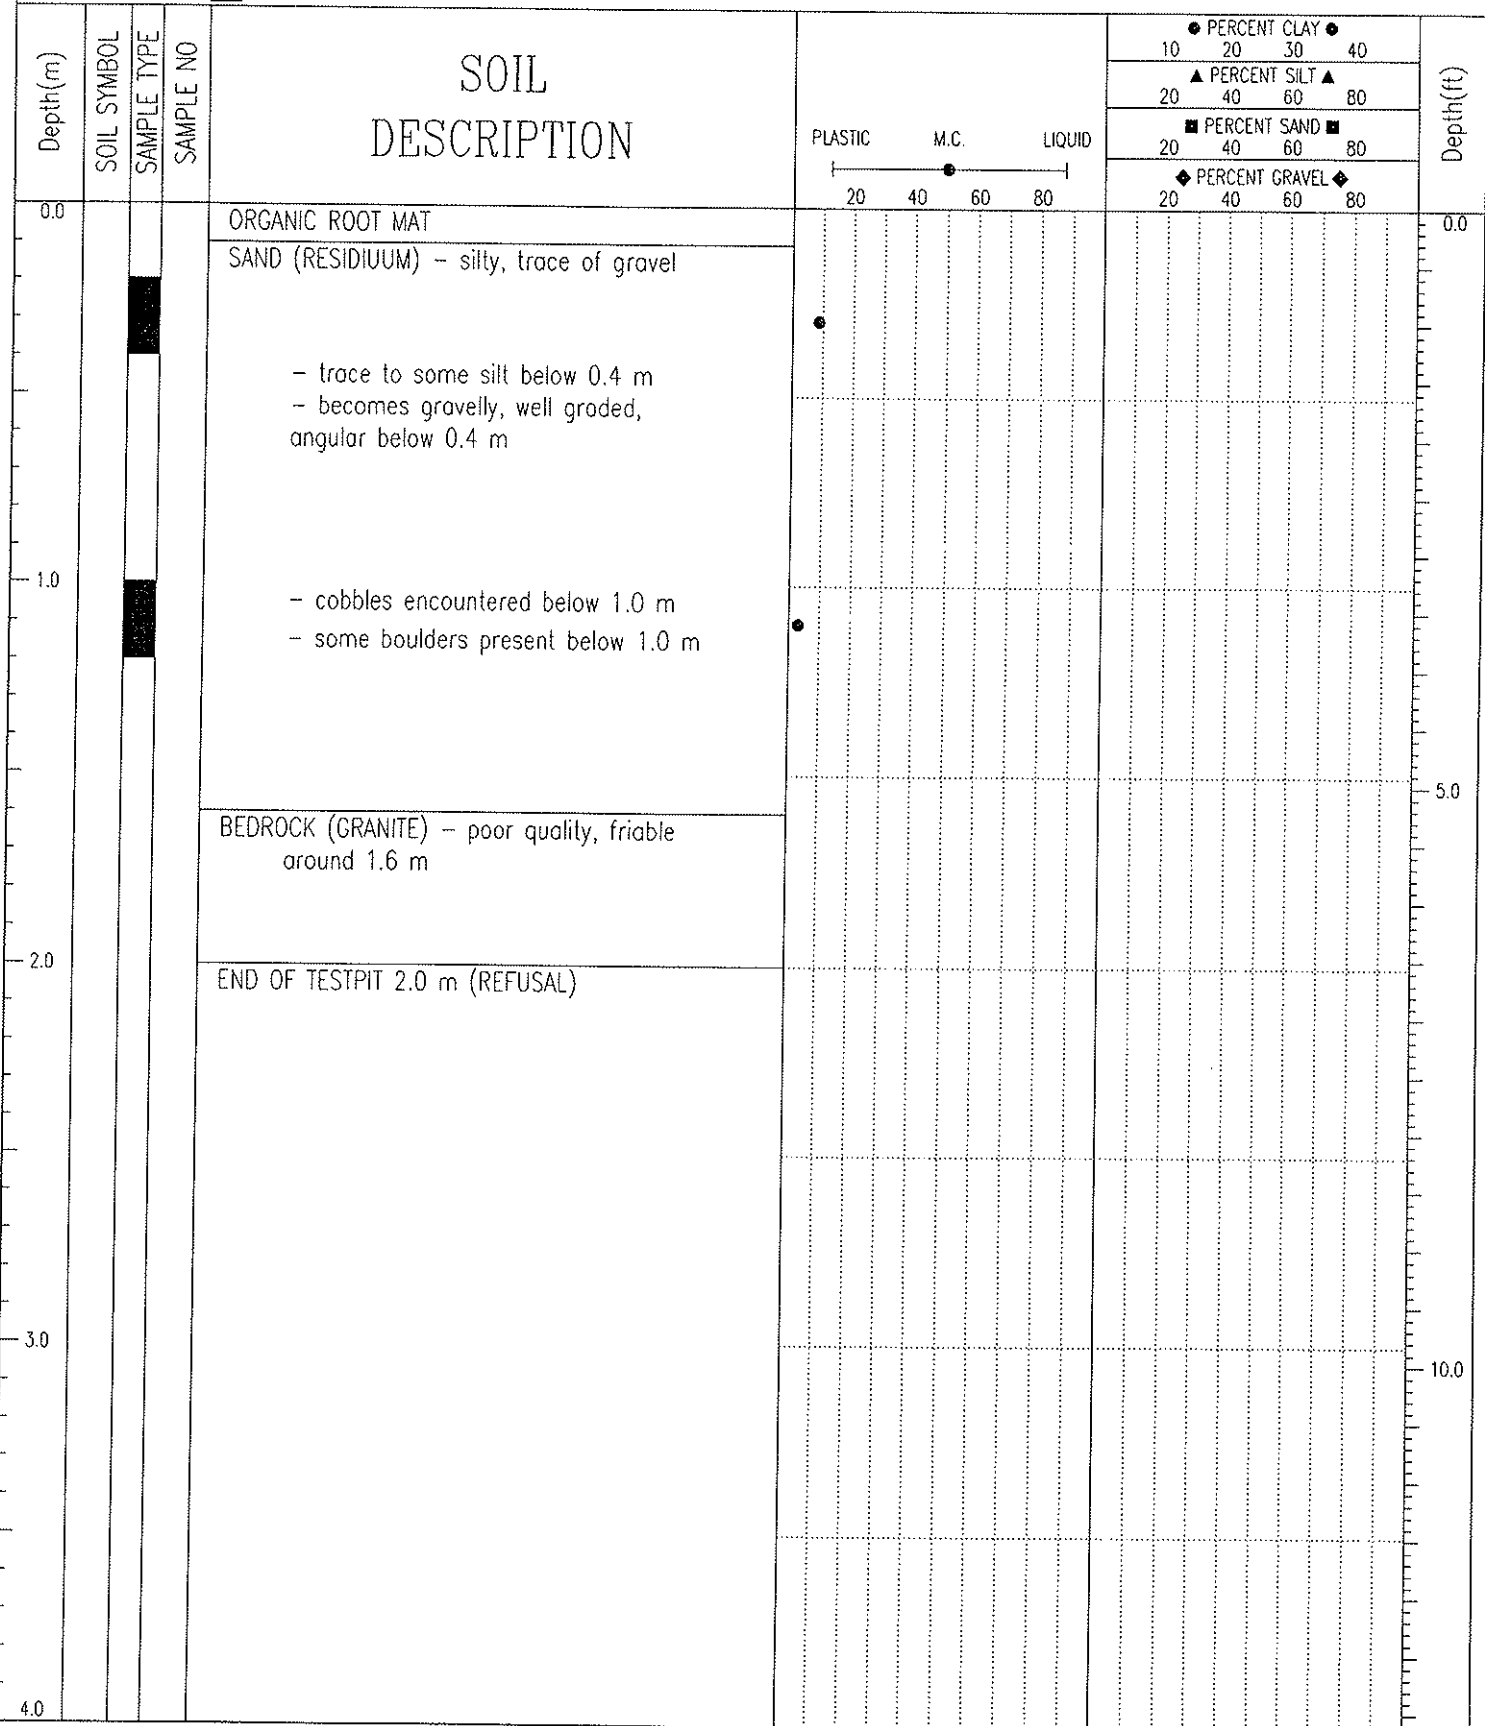 Depth(m)
SOIL SYMBOL
SAMPLE TYPE
SAMPLE NO
SOIL
DESCRIPTION
PLASTIC M.C. LIQUID
20 40 60 80
● PERCENT CLAY ●
10 20 30 40
▲ PERCENT SILT ▲
20 40 60 80
■ PERCENT SAND ■
20 40 60 80
◆ PERCENT GRAVEL ◆
20 40 60 80
Depth(ft)
0.0
ORGANIC ROOT MAT
0.0
SAND (RESIDIUUM) – silty, trace of gravel
– trace to some silt below 0.4 m
– becomes gravelly, well graded,
angular below 0.4 m
1.0
– cobbles encountered below 1.0 m
– some boulders present below 1.0 m
5.0
BEDROCK (GRANITE) – poor quality, friable
around 1.6 m
2.0
END OF TESTPIT 2.0 m (REFUSAL)
3.0
10.0
4.0